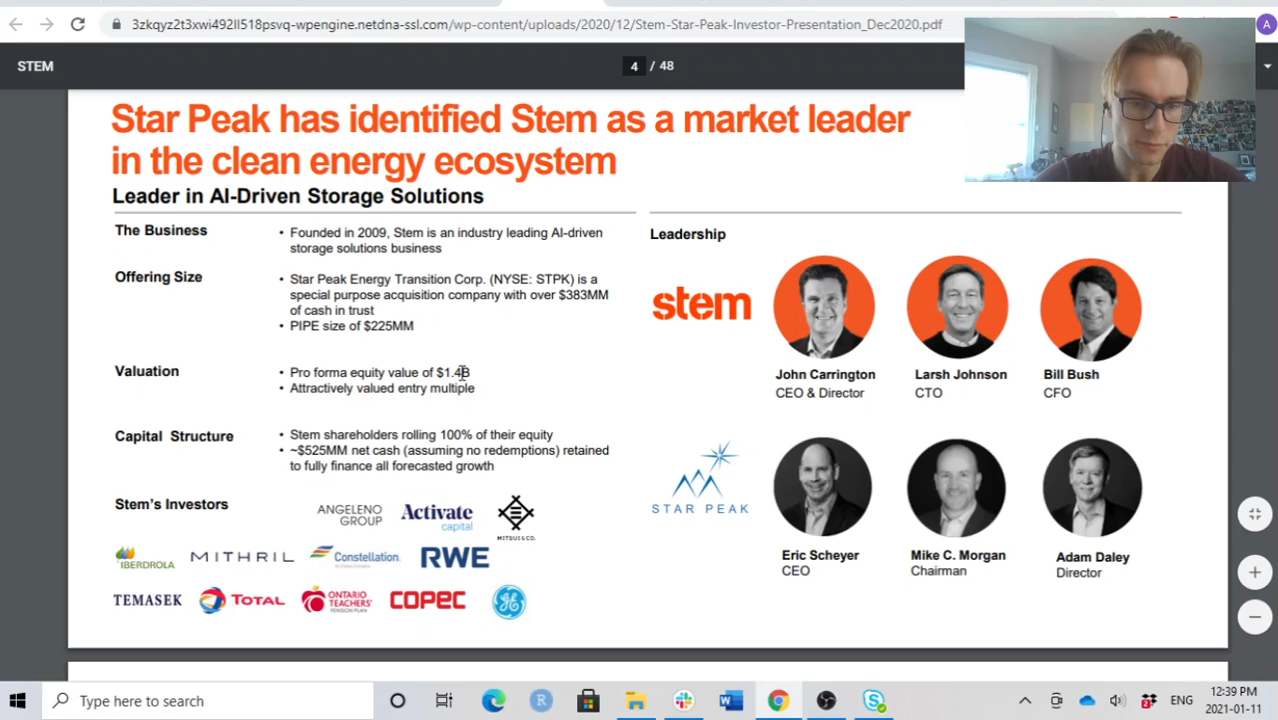 3zkqyz2t3xwi492ll518psvq-wpengine.netdna-ssl.com/wp-content/uploads/2020/12/Stem-Star-Peak-Investor-Presentation_Dec2020.pdf
A
STEM
4 / 48
Star Peak has identified Stem as a market leader
in the clean energy ecosystem
Leader in AI-Driven Storage Solutions
The Business
• Founded in 2009, Stem is an industry leading AI-driven
storage solutions business
Offering Size
• Star Peak Energy Transition Corp. (NYSE: STPK) is a
special purpose acquisition company with over $383MM
of cash in trust
• PIPE size of $225MM
Valuation
• Pro forma equity value of $1.4B
• Attractively valued entry multiple
Capital Structure
• Stem shareholders rolling 100% of their equity
• ~$525MM net cash (assuming no redemptions) retained
to fully finance all forecasted growth
Stem's Investors
ANGELENO
GROUP
Activate
capital
MITSUI & CO.
IBERDROLA
MITHRIL
Constellation.
RWE
TEMASEK
TOTAL
ONTARIO
TEACHERS'
PENSION PLAN
COPEC
GE
Leadership
stem
John Carrington
CEO & Director
Larsh Johnson
CTO
Bill Bush
CFO
STAR PEAK
Eric Scheyer
CEO
Mike C. Morgan
Chairman
Adam Daley
Director
Type here to search
ENG
12:39 PM
2021-01-11